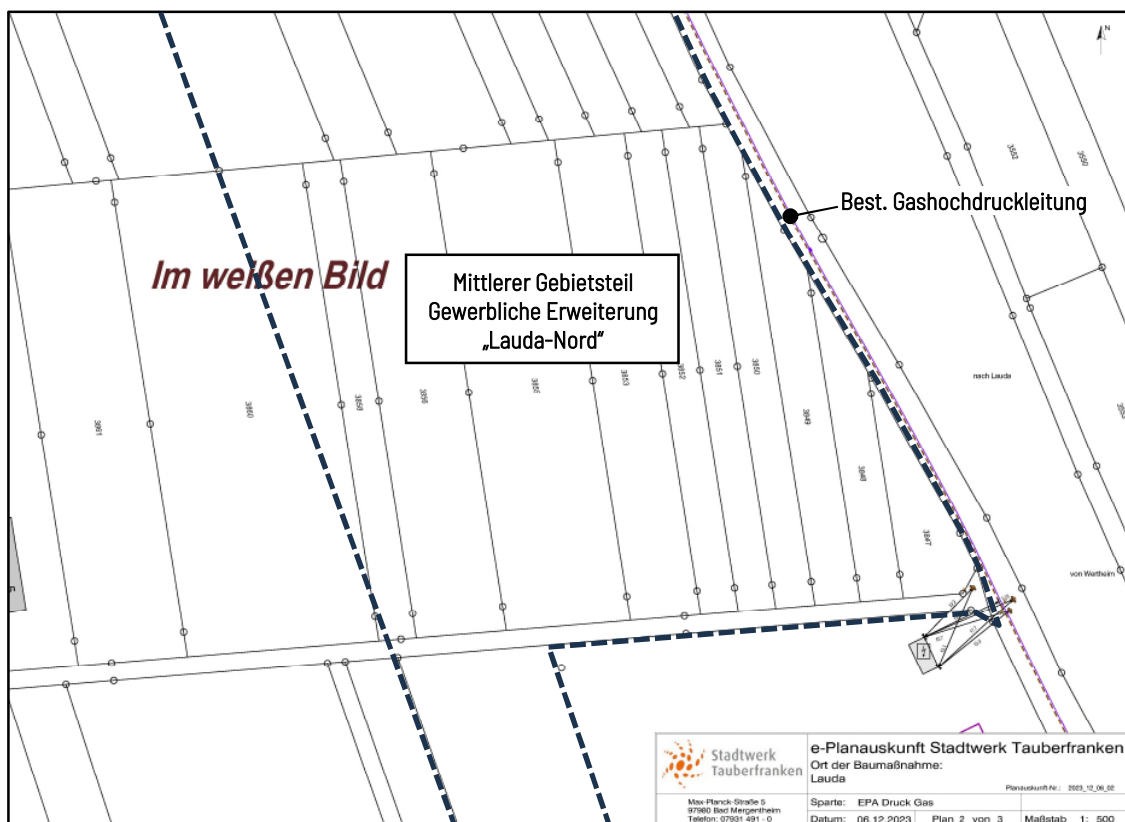 N
3552
3550
Best. Gashochdruckleitung
Im weißen Bild
Mittlerer Gebietsteil
Gewerbliche Erweiterung
„Lauda-Nord“
nach Lauda
3861
3860
3858
3856
3855
3853
3852
3851
3850
3849
3848
3847
von Wertheim
Stadtwerk
Tauberfranken
e-Planauskunft Stadtwerk Tauberfranken
Ort der Baumaßnahme:
Lauda
Planauskunft-Nr.: 2023_12_06_02
Max-Planck-Straße 5
97980 Bad Mergentheim
Telefon: 07931 491 - 0
Sparte: EPA Druck Gas
Datum: 06.12.2023 Plan 2 von 3 Maßstab 1: 500